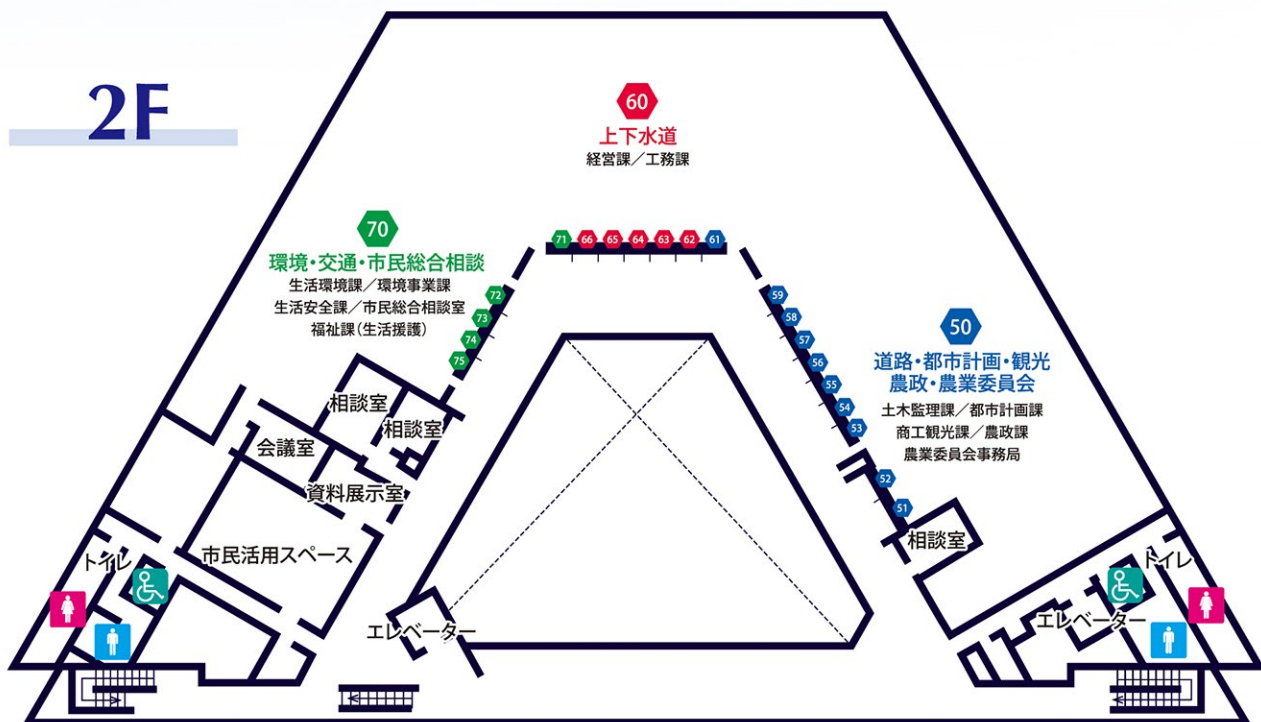 2F
60
上下水道
経営課／工務課
70
環境・交通・市民総合相談
生活環境課／環境事業課
生活安全課／市民総合相談室
福祉課（生活援護）
71 66 65 64 63 62 61
72
73
74
75
59
58
57
56
55
54
53
52
51
50
道路・都市計画・観光
農政・農業委員会
土木監理課／都市計画課
商工観光課／農政課
農業委員会事務局
相談室
相談室
会議室
資料展示室
市民活用スペース
トイレ
エレベーター
相談室
トイレ
エレベーター